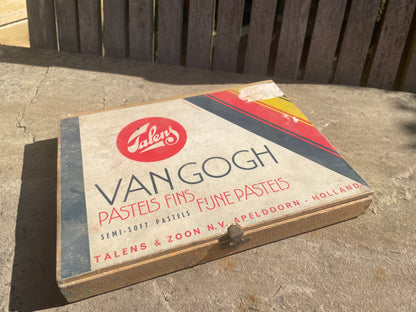 Talens
VAN GOGH
PASTELS FINS FIJNE PASTELS
SEMI-SOFT PASTELS
TALENS & ZOON N.V. APELDOORN - HOLLAND